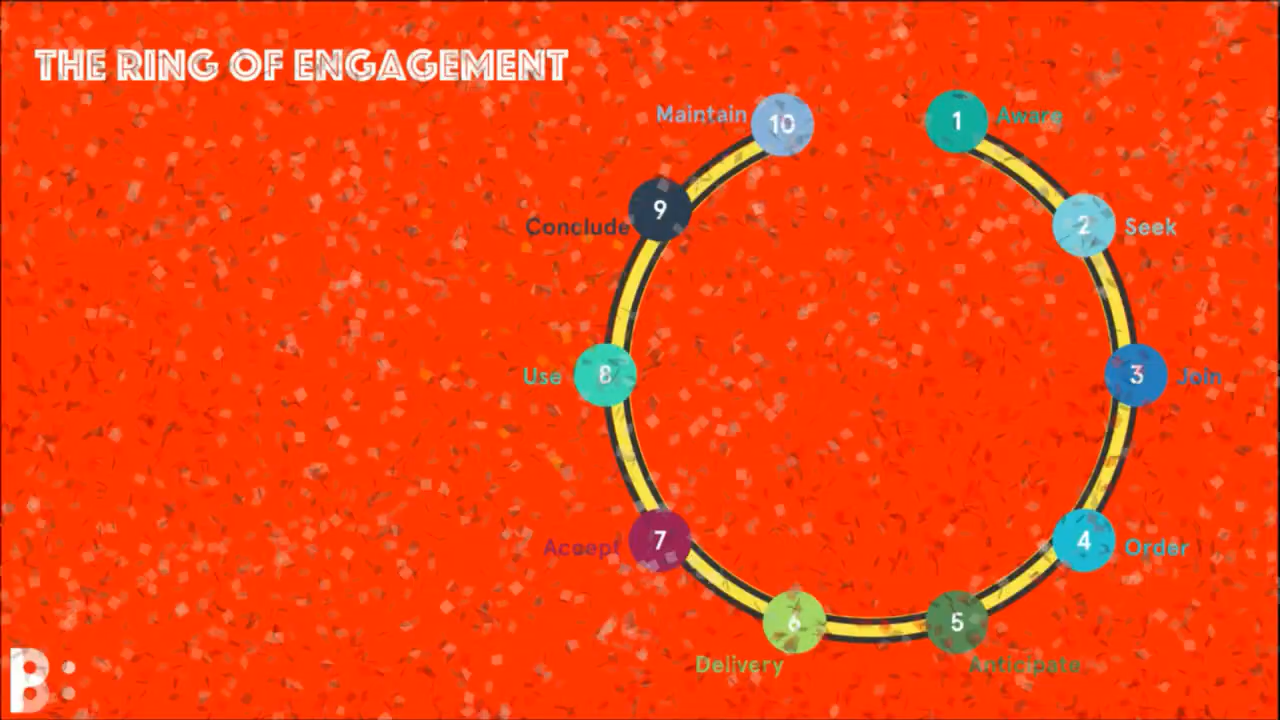 THE RING OF ENGAGEMENT
1 Aware
2 Seek
3 Join
4 Order
5 Anticipate
6 Delivery
7 Accept
8 Use
9 Conclude
10 Maintain
B: